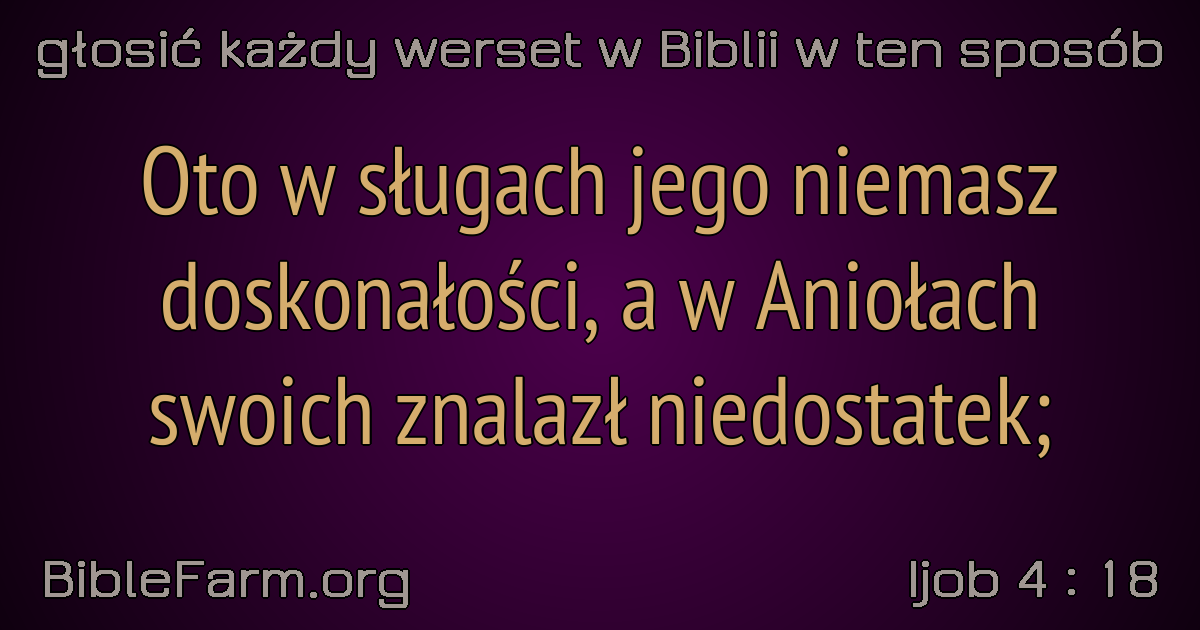 głosić każdy werset w Biblii w ten sposób
Oto w sługach jego niemasz
doskonałości, a w Aniołach
swoich znalazł niedostatek;
BibleFarm.org
Ijob 4 : 18